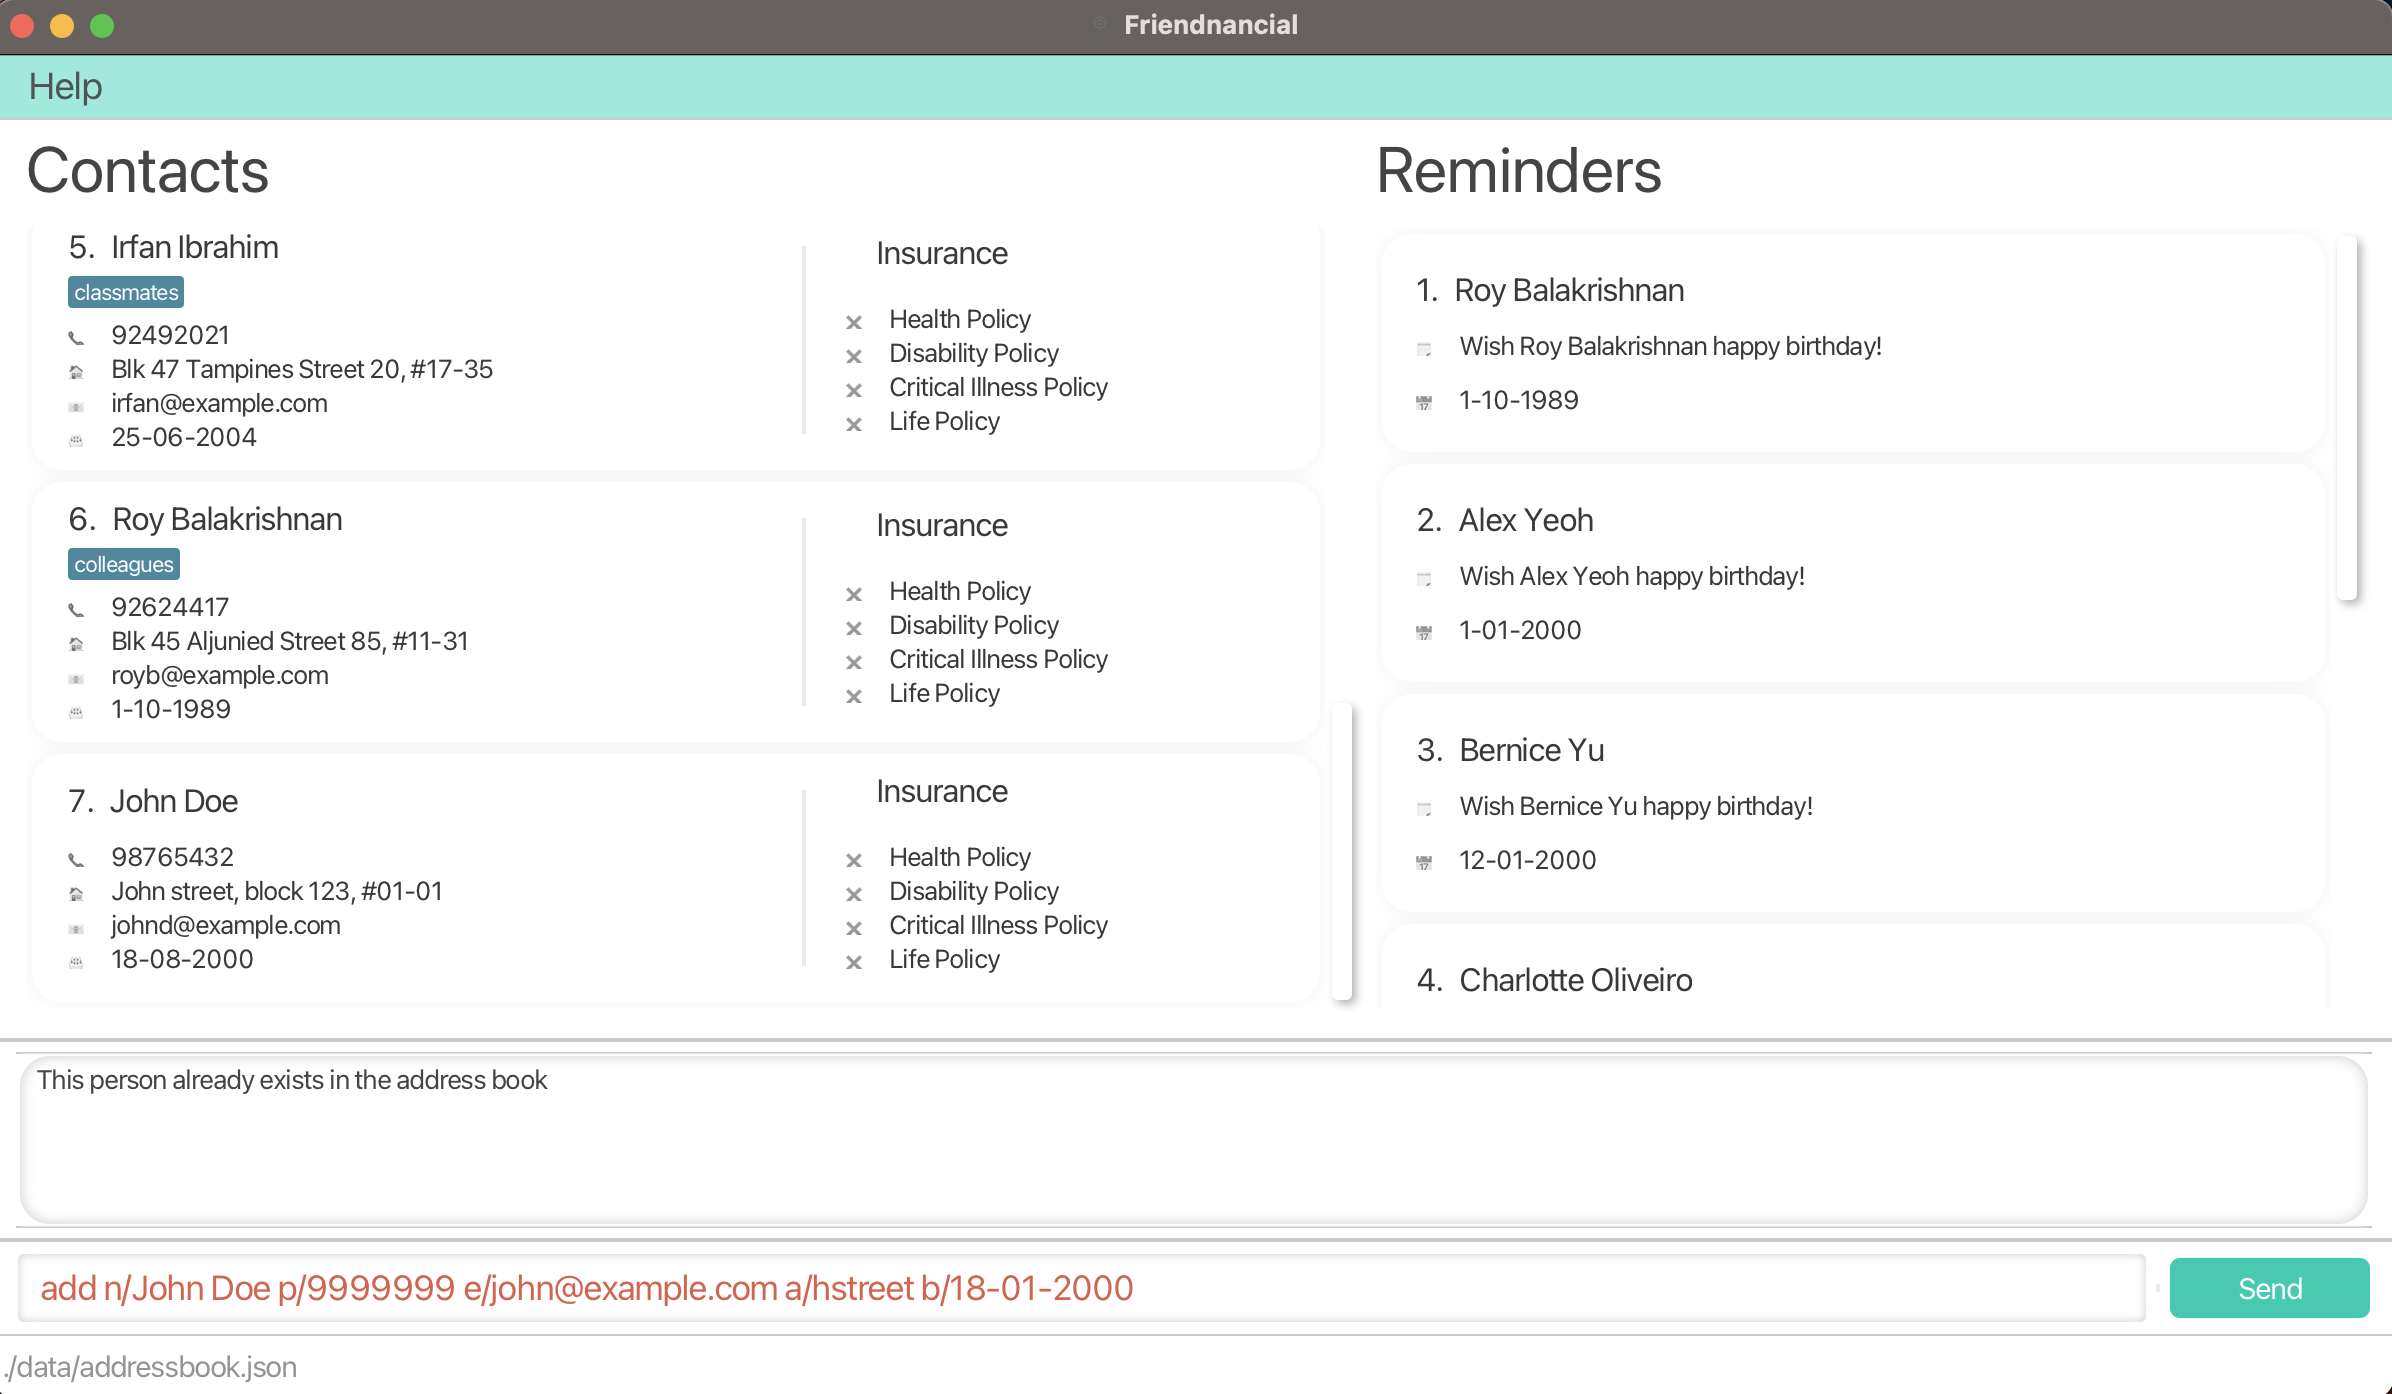 Friendnancial
Help
Contacts
5. Irfan Ibrahim
classmates
92492021
Blk 47 Tampines Street 20, #17-35
irfan@example.com
25-06-2004
Insurance
Health Policy
Disability Policy
Critical Illness Policy
Life Policy
6. Roy Balakrishnan
colleagues
92624417
Blk 45 Aljunied Street 85, #11-31
royb@example.com
1-10-1989
Insurance
Health Policy
Disability Policy
Critical Illness Policy
Life Policy
7. John Doe
98765432
John street, block 123, #01-01
johnd@example.com
18-08-2000
Insurance
Health Policy
Disability Policy
Critical Illness Policy
Life Policy
Reminders
1. Roy Balakrishnan
Wish Roy Balakrishnan happy birthday!
1-10-1989
2. Alex Yeoh
Wish Alex Yeoh happy birthday!
1-01-2000
3. Bernice Yu
Wish Bernice Yu happy birthday!
12-01-2000
4. Charlotte Oliveiro
This person already exists in the address book
add n/John Doe p/9999999 e/john@example.com a/hstreet b/18-01-2000
Send
./data/addressbook.json